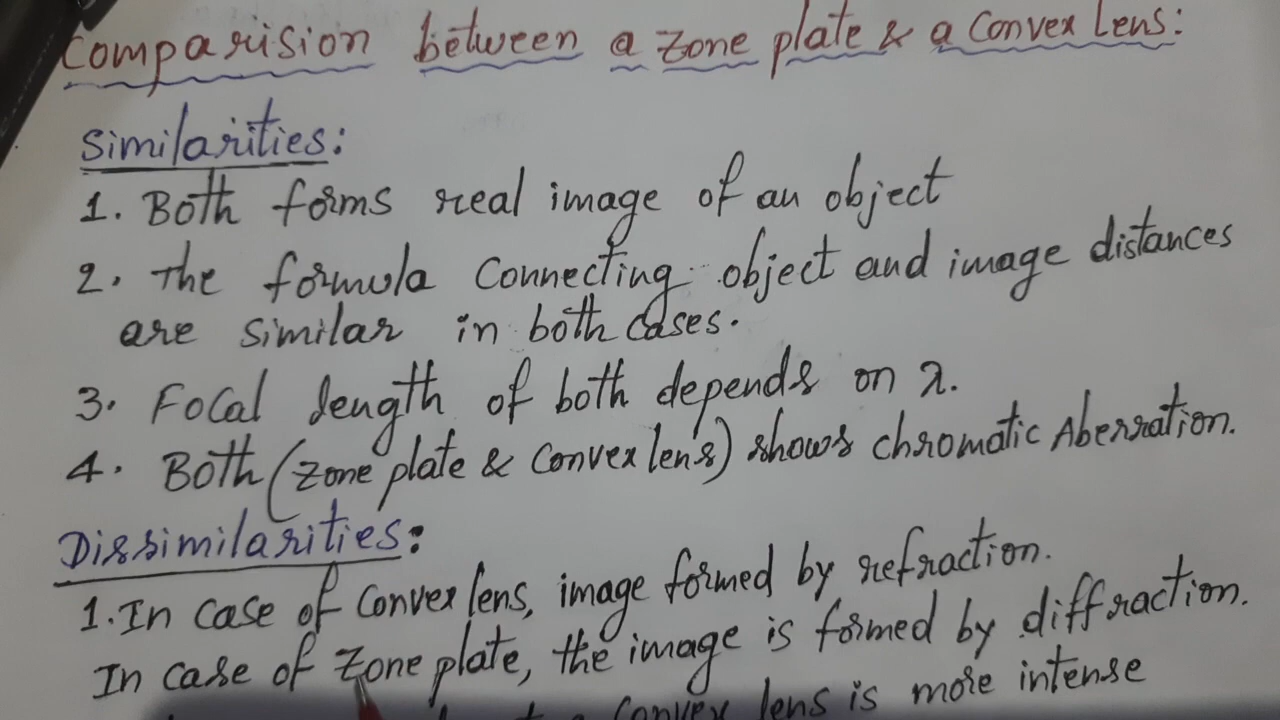 Comparision between a zone plate & a Convex Lens:
Similarities:
1. Both forms real image of an object
2. The formula Connecting object and image distances
are similar in both cases.
3. Focal length of both depends on λ.
4. Both (zone plate & Convex lens) shows chromatic Aberration.
Dissimilarities:
1. In case of Convex lens, image formed by refraction.
In case of Zone plate, the image is formed by diffraction.
Convex lens is more intense